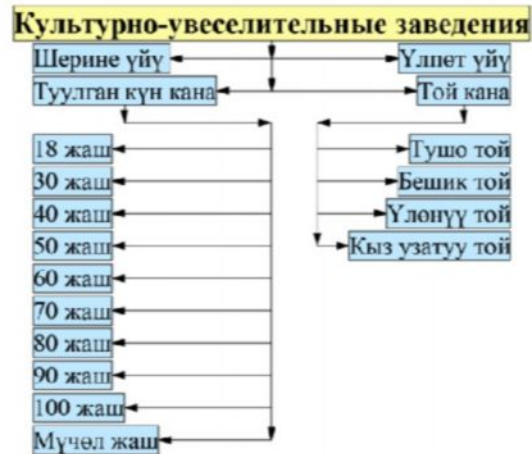 Культурно-увеселительные заведения
Шерине үйү
Үлпөт үйү
Туулган күн кана
Той кана
18 жаш
30 жаш
40 жаш
50 жаш
60 жаш
70 жаш
80 жаш
90 жаш
100 жаш
Мүчөл жаш
Тушо той
Бешик той
Үлөнүү той
Кыз узатуу той